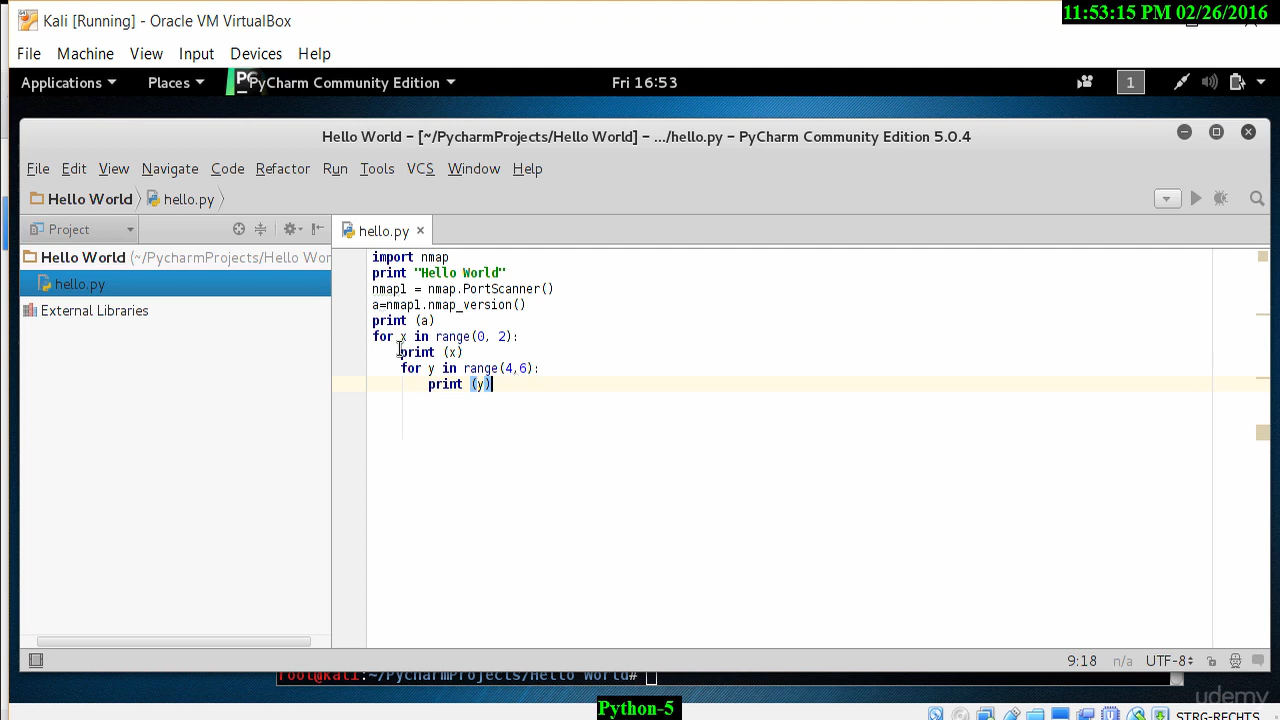 11:53:15 PM 02/26/2016
Kali [Running] - Oracle VM VirtualBox
File Machine View Input Devices Help
Applications Places PyCharm Community Edition Fri 16:53 1
PC
Hello World – [~/PycharmProjects/Hello World] – .../hello.py – PyCharm Community Edition 5.0.4
File Edit View Navigate Code Refactor Run Tools VCS Window Help
Hello World hello.py
Project hello.py
Hello World (~/PycharmProjects/Hello Wor
hello.py
External Libraries
import nmap
print "Hello World"
nmap1 = nmap.PortScanner()
a=nmap1.nmap_version()
print (a)
for x in range(0, 2):
    print (x)
    for y in range(4,6):
        print (y)
9:18 n/a UTF-8
root@kali:~/PycharmProjects/Hello World#
udemy
Python-5
STRG-RECHTS